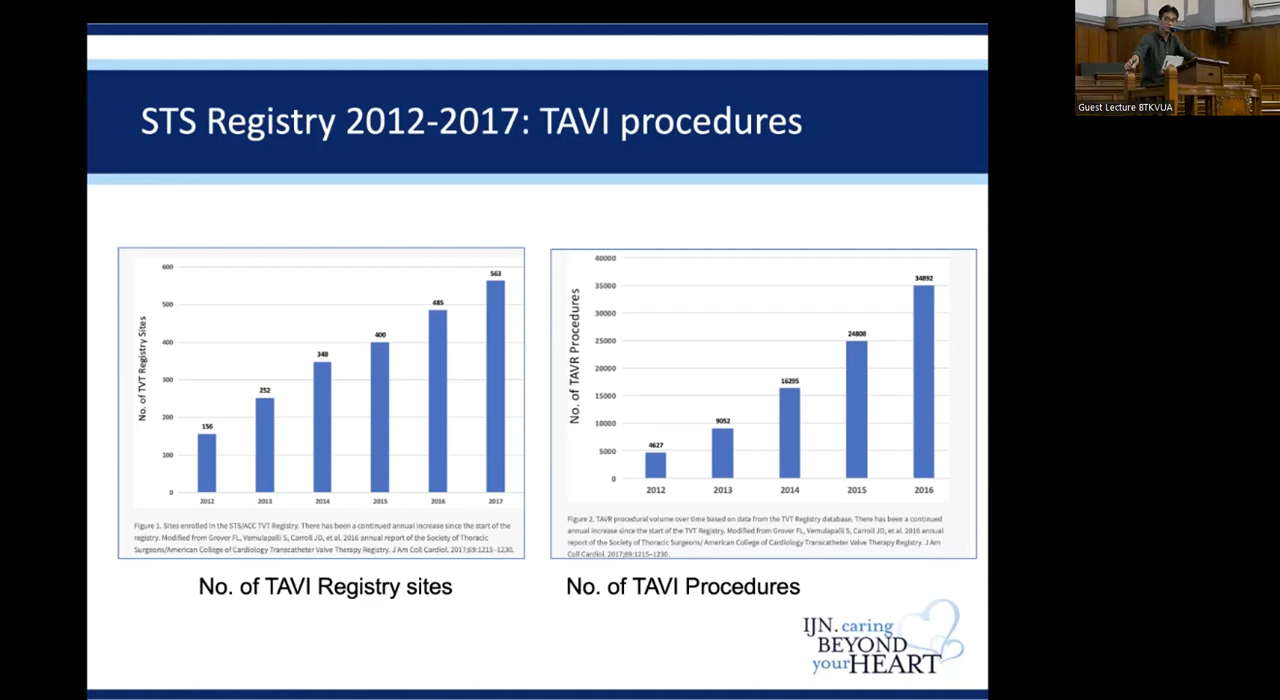 STS Registry 2012-2017: TAVI procedures
Guest Lecture BTKVUA
600
500
400
300
200
100
0
No. of TVT Registry Sites
156
252
348
400
485
563
2012
2013
2014
2015
2016
2017
Figure 1. Sites enrolled in the STS/ACC TVT Registry. There has been a continued annual increase since the start of the
registry. Modified from Grover FL, Vemulapalli S, Carroll JD, et al. 2016 annual report of the Society of Thoracic
Surgeons/American College of Cardiology Transcatheter Valve Therapy Registry. J Am Coll Cardiol. 2017;69:1215–1230.
No. of TAVI Registry sites
40000
35000
30000
25000
20000
15000
10000
5000
0
No. of TAVR Procedures
4627
9052
16295
24808
34892
2012
2013
2014
2015
2016
Figure 2. TAVR procedural volume over time based on data from the TVT Registry database. There has been a continued
annual increase since the start of the TVT Registry. Modified from Grover FL, Vemulapalli S, Carroll JD, et al. 2016 annual
report of the Society of Thoracic Surgeons/ American College of Cardiology Transcatheter Valve Therapy Registry. J Am
Coll Cardiol. 2017;69:1215–1230.
No. of TAVI Procedures
IJN. caring
BEYOND
your HEART